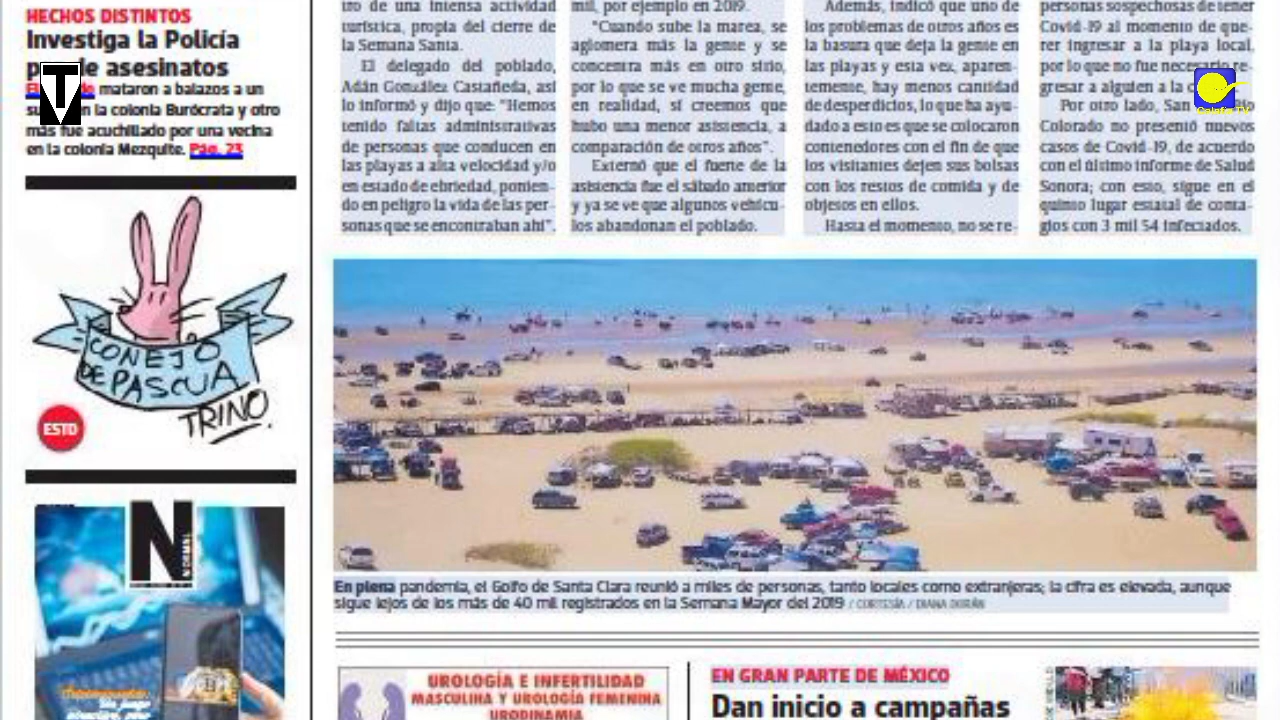 HECHOS DISTINTOS
Investiga la Policía
par de asesinatos
mataron a balazos a un
en la colonia Burócrata y otro
más fue acuchillado por una vecina
en la colonia Mezquite. Pág. 23
CONEJO
DE PASCUA
TRINO.
ESTO
N
NORMAL
tro de una intensa actividad
turística, propia del cierre de
la Semana Santa.
El delegado del poblado,
Adán González Castañeda, así
lo informó y dijo que: "Hemos
tenido faltas administrativas
de personas que conducen en
las playas a alta velocidad y/o
en estado de ebriedad, ponien-
do en peligro la vida de las per-
sonas que se encontraban ahí".
mil, por ejemplo en 2019.
"Cuando sube la marea, se
aglomera más la gente y se
concentra más en otro sitio,
por lo que se ve mucha gente,
en realidad, sí creemos que
hubo una menor asistencia, a
comparación de otros años".
Externó que el fuerte de la
asistencia fue el sábado anterior
y ya se ve que algunos vehícu-
los abandonan el poblado.
Además, indicó que uno de
los problemas de otros años es
la basura que deja la gente en
las playas y esta vez, aparen-
temente, hay menos cantidad
de desperdicios, lo que ha ayu-
dado a esto es que se colocaron
contenedores con el fin de que
los visitantes dejen sus bolsas
con los restos de comida y de
objetos en ellos.
Hasta el momento, no se re-
personas sospechosas de tener
Covid-19 al momento de que-
rer ingresar a la playa local,
por lo que no fue necesario re-
gresar a alguien a la
Por otro lado, San
Colorado no presentó nuevos
casos de Covid-19, de acuerdo
con el último informe de Salud
Sonora; con esto, sigue en el
quinto lugar estatal de conta-
gios con 3 mil 54 infectados.
Calafia TV
En plena pandemia, el Golfo de Santa Clara reunió a miles de personas, tanto locales como extranjeras; la cifra es elevada, aunque
sigue lejos de los más de 40 mil registrados en la Semana Mayor del 2019 / CORTESÍA / DIANA DURÁN
UROLOGÍA E INFERTILIDAD
MASCULINA Y UROLOGÍA FEMENINA
URODINAMIA
EN GRAN PARTE DE MÉXICO
Dan inicio a campañas